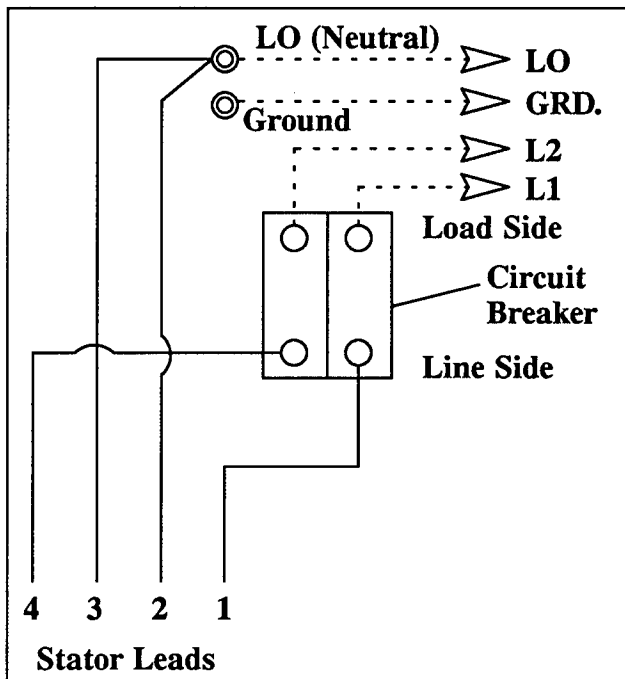 LO (Neutral)
LO
GRD.
Ground
L2
L1
Load Side
Circuit
Breaker
Line Side
4 3 2 1
Stator Leads